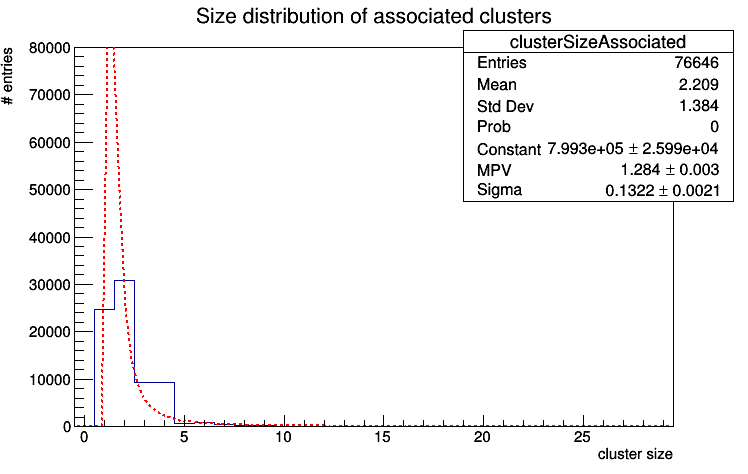 Size distribution of associated clusters
clusterSizeAssociated
Entries 76646
Mean 2.209
Std Dev 1.384
Prob 0
Constant 7.993e+05 ± 2.599e+04
MPV 1.284 ± 0.003
Sigma 0.1322 ± 0.0021
# entries
80000
70000
60000
50000
40000
30000
20000
10000
0
0 5 10 15 20 25
cluster size